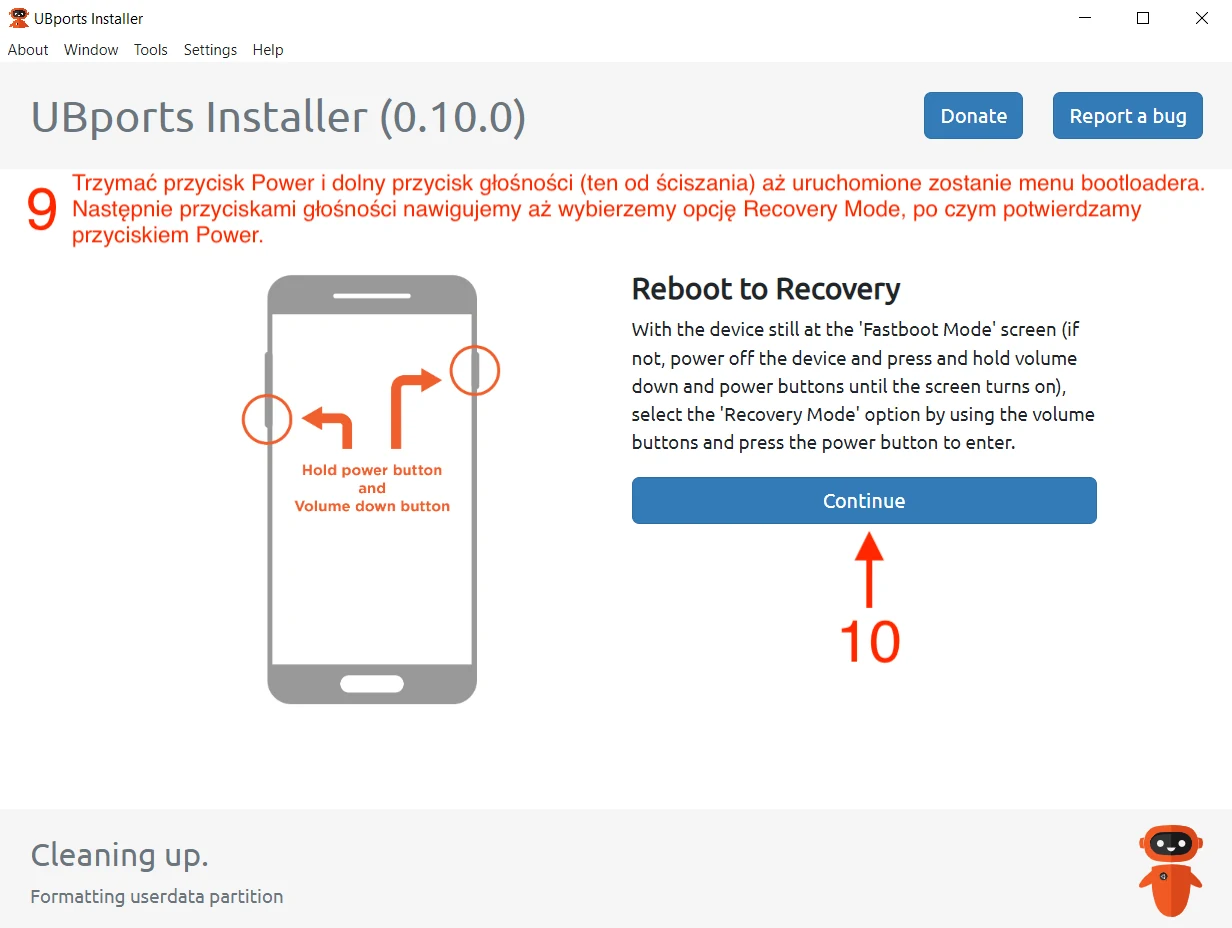 UBports Installer
About Window Tools Settings Help
UBports Installer (0.10.0)
Donate
Report a bug
9
Trzymać przycisk Power i dolny przycisk głośności (ten od ściszania) aż uruchomione zostanie menu bootloadera.
Następnie przyciskami głośności nawigujemy aż wybierzemy opcję Recovery Mode, po czym potwierdzamy
przyciskiem Power.
Hold power button
and
Volume down button
Reboot to Recovery
With the device still at the 'Fastboot Mode' screen (if
not, power off the device and press and hold volume
down and power buttons until the screen turns on),
select the 'Recovery Mode' option by using the volume
buttons and press the power button to enter.
Continue
10
Cleaning up.
Formatting userdata partition